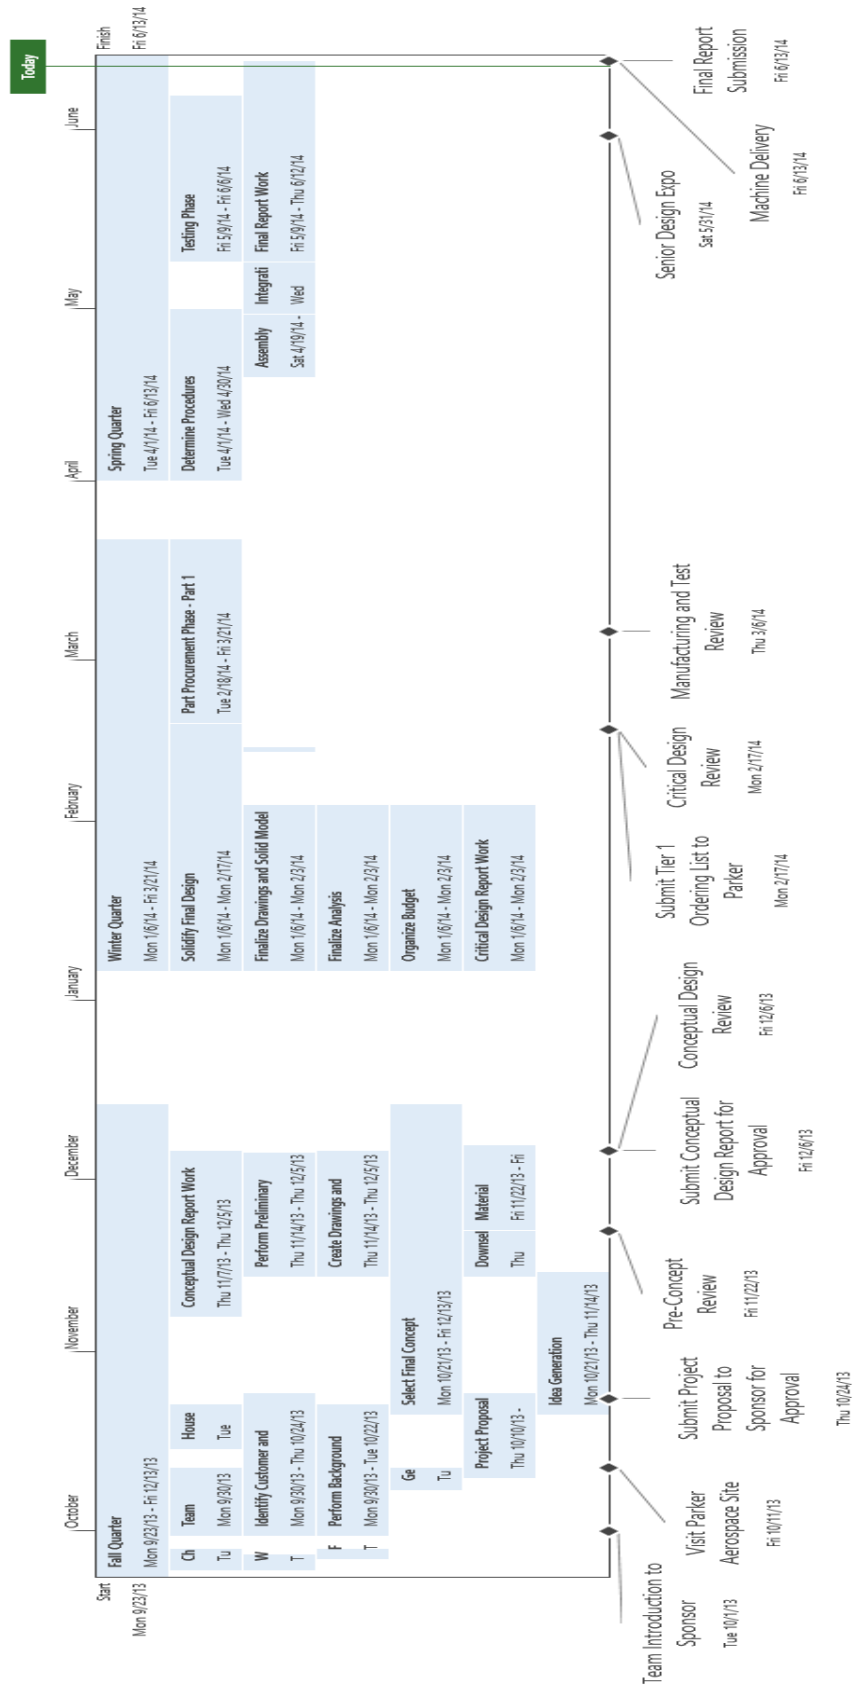 Today
October
November
December
January
February
March
April
May
June
Start
Mon 9/23/13
Finish
Fri 6/13/14
Fall Quarter
Mon 9/23/13 - Fri 12/13/13
Winter Quarter
Mon 1/6/14 - Fri 3/21/14
Spring Quarter
Tue 4/1/14 - Fri 6/13/14
Ch
Tu
Team
Mon 9/30/13
House
Tue
Conceptual Design Report Work
Thu 11/7/13 - Thu 12/5/13
Solidify Final Design
Mon 1/6/14 - Mon 2/17/14
Part Procurement Phase - Part 1
Tue 2/18/14 - Fri 3/21/14
Determine Procedures
Tue 4/1/14 - Wed 4/30/14
Testing Phase
Fri 5/9/14 - Fri 6/6/14
W
T
Identify Customer and
Mon 9/30/13 - Thu 10/24/13
Perform Preliminary
Thu 11/14/13 - Thu 12/5/13
Finalize Drawings and Solid Model
Mon 1/6/14 - Mon 2/3/14
Assembly
Sat 4/19/14 -
Integrati
Wed
Final Report Work
Fri 5/9/14 - Thu 6/12/14
F
T
Perform Background
Mon 9/30/13 - Tue 10/22/13
Create Drawings and
Thu 11/14/13 - Thu 12/5/13
Finalize Analysis
Mon 1/6/14 - Mon 2/3/14
Ge
Tu
Select Final Concept
Mon 10/21/13 - Fri 12/13/13
Organize Budget
Mon 1/6/14 - Mon 2/3/14
Project Proposal
Thu 10/10/13 -
Downsel
Thu
Material
Fri 11/22/13 - Fri
Critical Design Report Work
Mon 1/6/14 - Mon 2/3/14
Idea Generation
Mon 10/21/13 - Thu 11/14/13
Team Introduction to
Sponsor
Tue 10/1/13
Visit Parker
Aerospace Site
Fri 10/11/13
Submit Project
Proposal to
Sponsor for
Approval
Thu 10/24/13
Pre-Concept
Review
Fri 11/22/13
Submit Conceptual
Design Report for
Approval
Fri 12/6/13
Conceptual Design
Review
Fri 12/6/13
Submit Tier 1
Ordering List to
Parker
Mon 2/17/14
Critical Design
Review
Mon 2/17/14
Manufacturing and Test
Review
Thu 3/6/14
Senior Design Expo
Sat 5/31/14
Machine Delivery
Fri 6/13/14
Final Report
Submission
Fri 6/13/14